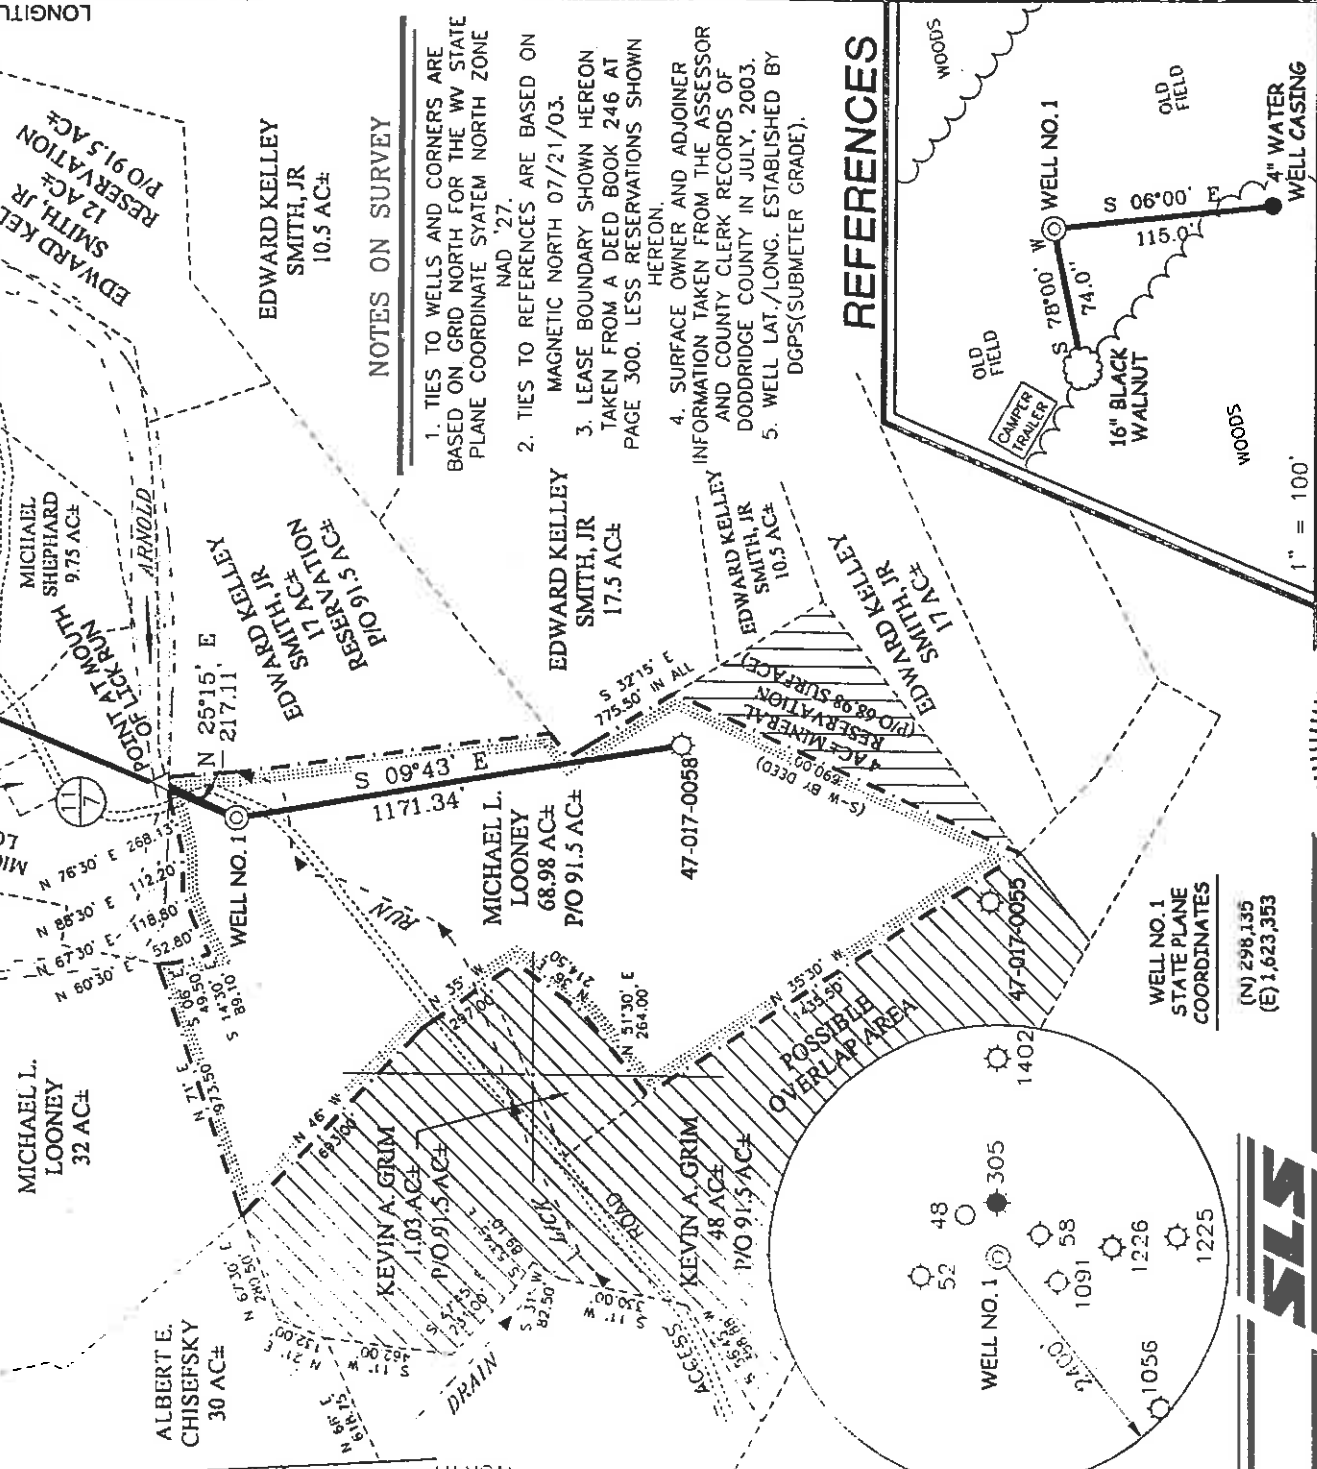 LONGITU
EDWARD KEL
SMITH, JR
12 AC±
RESERVATION
P/O 91.5 AC±
EDWARD KELLEY
SMITH, JR
10.5 AC±
MICHAEL
SHEPHARD
9.75 AC±
ARNOLD
POINT AT MOUTH
OF LICK RUN
11
7
N 25°15' E
217.11'
EDWARD KELLLEY
SMITH, JR
17 AC±
RESERVATION
P/O 91.5 AC±
NOTES ON SURVEY
1. TIES TO WELLS AND CORNERS ARE
BASED ON GRID NORTH FOR THE WV STATE
PLANE COORDINATE SYATEM NORTH ZONE
NAD '27.
2. TIES TO REFERENCES ARE BASED ON
MAGNETIC NORTH 07/21/03.
3. LEASE BOUNDARY SHOWN HEREON
TAKEN FROM A DEED BOOK 246 AT
PAGE 300. LESS RESERVATIONS SHOWN
HEREON.
4. SURFACE OWNER AND ADJOINER
INFORMATION TAKEN FROM THE ASSESSOR
AND COUNTY CLERK RECORDS OF
DODDRIDGE COUNTY IN JULY, 2003.
5. WELL LAT./LONG. ESTABLISHED BY
DGPS(SUBMETER GRADE).
REFERENCES
WOODS
OLD
FIELD
WELL NO. 1
S 06°00' E
115.0'
4" WATER
WELL CASING
S 78°00' W
74.0'
OLD
FIELD
CAMPER
TRAILER
16" BLACK
WALNUT
WOODS
1" = 100'
EDWARD KELLEY
SMITH, JR
17.5 AC±
EDWARD KELLEY
SMITH, JR
10.5 AC±
EDWARD KELLEY
SMITH, JR
17 AC±
S 32°15' E
775.50' IN ALL
4 AC± MINERAL
RESERVATION
(P/O 68.98 SURFACE)
690.00'
(S-W BY DEED)
S 09°43' E
1171.34'
47-017-0058
MICHAEL L.
LOONEY
68.98 AC±
P/O 91.5 AC±
WELL NO. 1
N 76°30' E 268.13'
N 88°30' E 112.20'
N 67°30' E 118.80'
N 60°30' E 52.80'
S 06° E
49.50'
S 14°30' E
89.10'
N 71° E
973.50'
MICHAEL L.
LOONEY
32 AC±
RUN
N 35° W
297.00'
N 36° E
214.50'
N 51°30' E
264.00'
N 46° W
693.00'
N 35°30' W
1435.50'
47-017-0055
POSSIBLE
OVERLAP AREA
KEVIN A. GRIM
1.03 AC±
P/O 91.5 AC±
LICK
ROAD
KEVIN A. GRIM
48 AC±
P/O 91.5 AC±
ALBERT E.
CHISEFSKY
30 AC±
N 67°30' E
280.50'
N 21° E
132.00'
S 11° W
462.00'
S 31° W
82.50'
DRAIN
ACCESS
WELL NO.1
STATE PLANE
COORDINATES
(N) 298,135
(E) 1,623,353
1402
305
48
52
58
1091
1226
1225
1056
WELL NO. 1
2400'
SLS